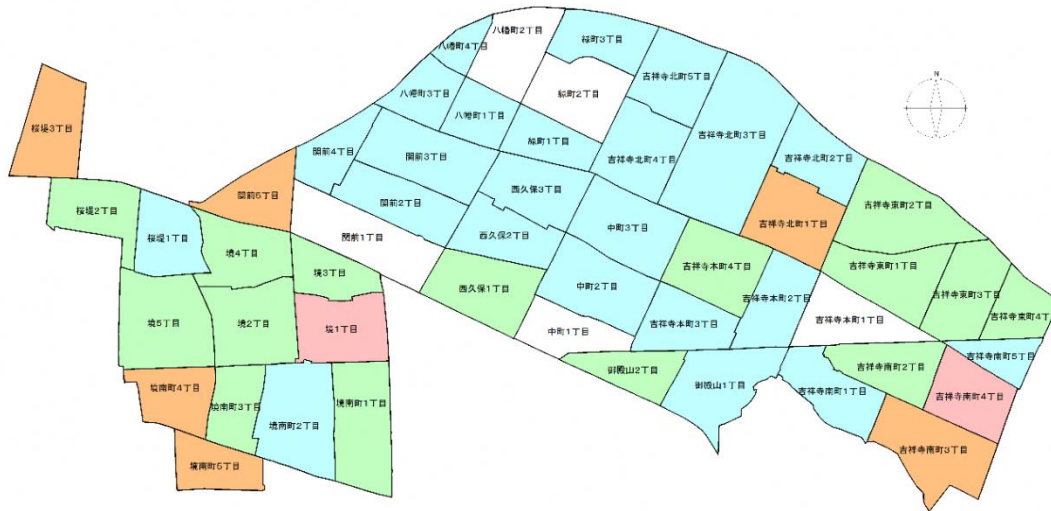 N
八幡町2丁目
緑町3丁目
八幡町4丁目
吉祥寺北町5丁目
八幡町3丁目
緑町2丁目
桜堤3丁目
八幡町1丁目
吉祥寺北町3丁目
緑町1丁目
関前4丁目
関前3丁目
吉祥寺北町4丁目
吉祥寺北町2丁目
西久保3丁目
関前5丁目
関前2丁目
吉祥寺東町2丁目
桜堤2丁目
吉祥寺北町1丁目
中町3丁目
西久保2丁目
関前1丁目
桜堤1丁目
境4丁目
吉祥寺本町4丁目
吉祥寺東町1丁目
境3丁目
中町2丁目
西久保1丁目
吉祥寺東町3丁目
吉祥寺本町2丁目
境5丁目
境2丁目
吉祥寺本町3丁目
吉祥寺本町1丁目
吉祥寺東町4丁
境1丁目
中町1丁目
吉祥寺南町5丁目
御殿山2丁目
吉祥寺南町2丁目
御殿山1丁目
境南町4丁目
吉祥寺南町1丁目
吉祥寺南町4丁目
境南町3丁目
境南町1丁目
境南町2丁目
吉祥寺南町3丁目
境南町5丁目